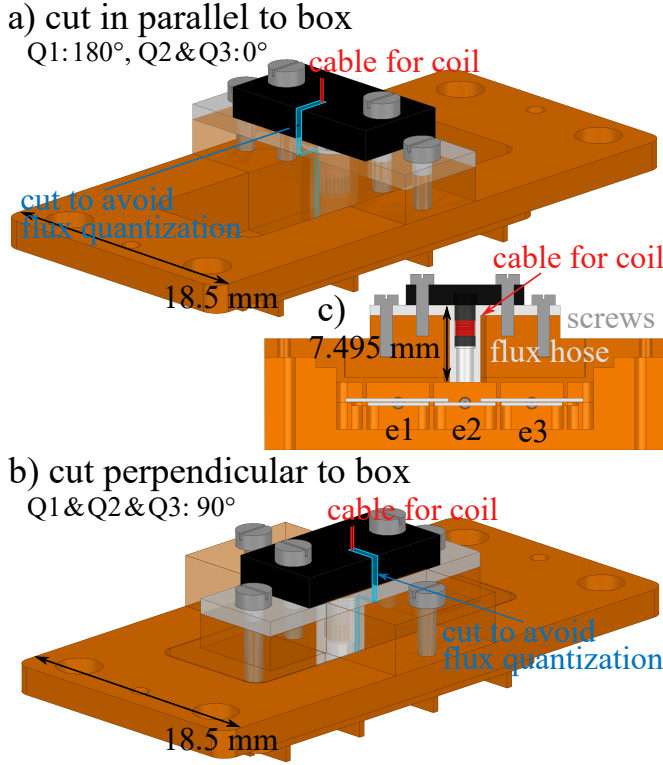 a) cut in parallel to box
Q1:180°, Q2&Q3:0°
cable for coil
cut to avoid
flux quantization
18.5 mm
cable for coil
c)
screws
7.495 mm
flux hose
e1 e2 e3
b) cut perpendicular to box
Q1&Q2&Q3: 90°
cable for coil
cut to avoid
flux quantization
18.5 mm